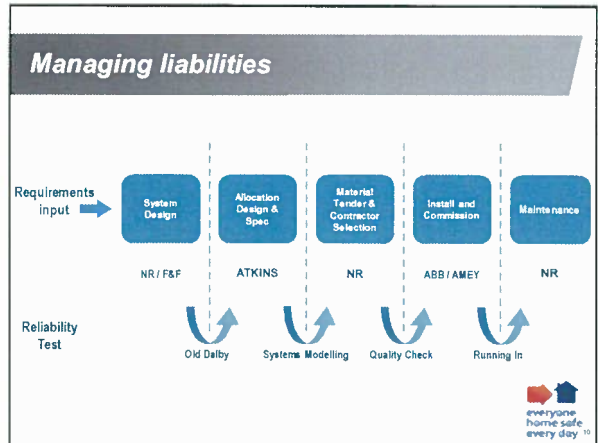 Managing liabilities
Requirements
input
System
Design
Allocation
Design &
Spec
Material
Tender &
Contractor
Selection
Install and
Commission
Maintenance
NR / F&F
ATKINS
NR
ABB / AMEY
NR
Reliability
Test
Old Dalby
Systems Modelling
Quality Check
Running In
everyone
home safe
every day
10